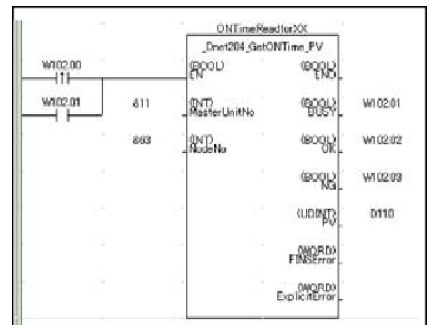 ONTimeReadforXX
_Dnet204_GetONTime_PV
W102.00 (BOOL) EN (BOOL) ENO
W102.01 &11 (INT) MasterUnitNo (BOOL) BUSY W102.01
&63 (INT) NodeNo (BOOL) OK W102.02
(BOOL) NG W102.03
(UDINT) PV D110
(WORD) FINSError
(WORD) ExplicitError